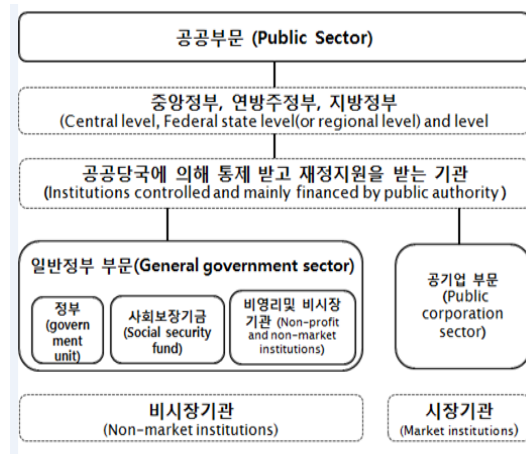 공공부문 (Public Sector)
중앙정부, 연방주정부, 지방정부
(Central level, Federal state level(or regional level) and level
공공당국에 의해 통제 받고 재정지원을 받는 기관
(Institutions controlled and mainly financed by public authority)
일반정부 부문(General government sector)
정부
(govern
ment
unit)
사회보장기금
(Social security
fund)
비영리및 비시장
기관 (Non-profit
and non-market
institutions)
공기업 부문
(Public
corporation
sector)
비시장기관
(Non-market institutions)
시장기관
(Market institutions)